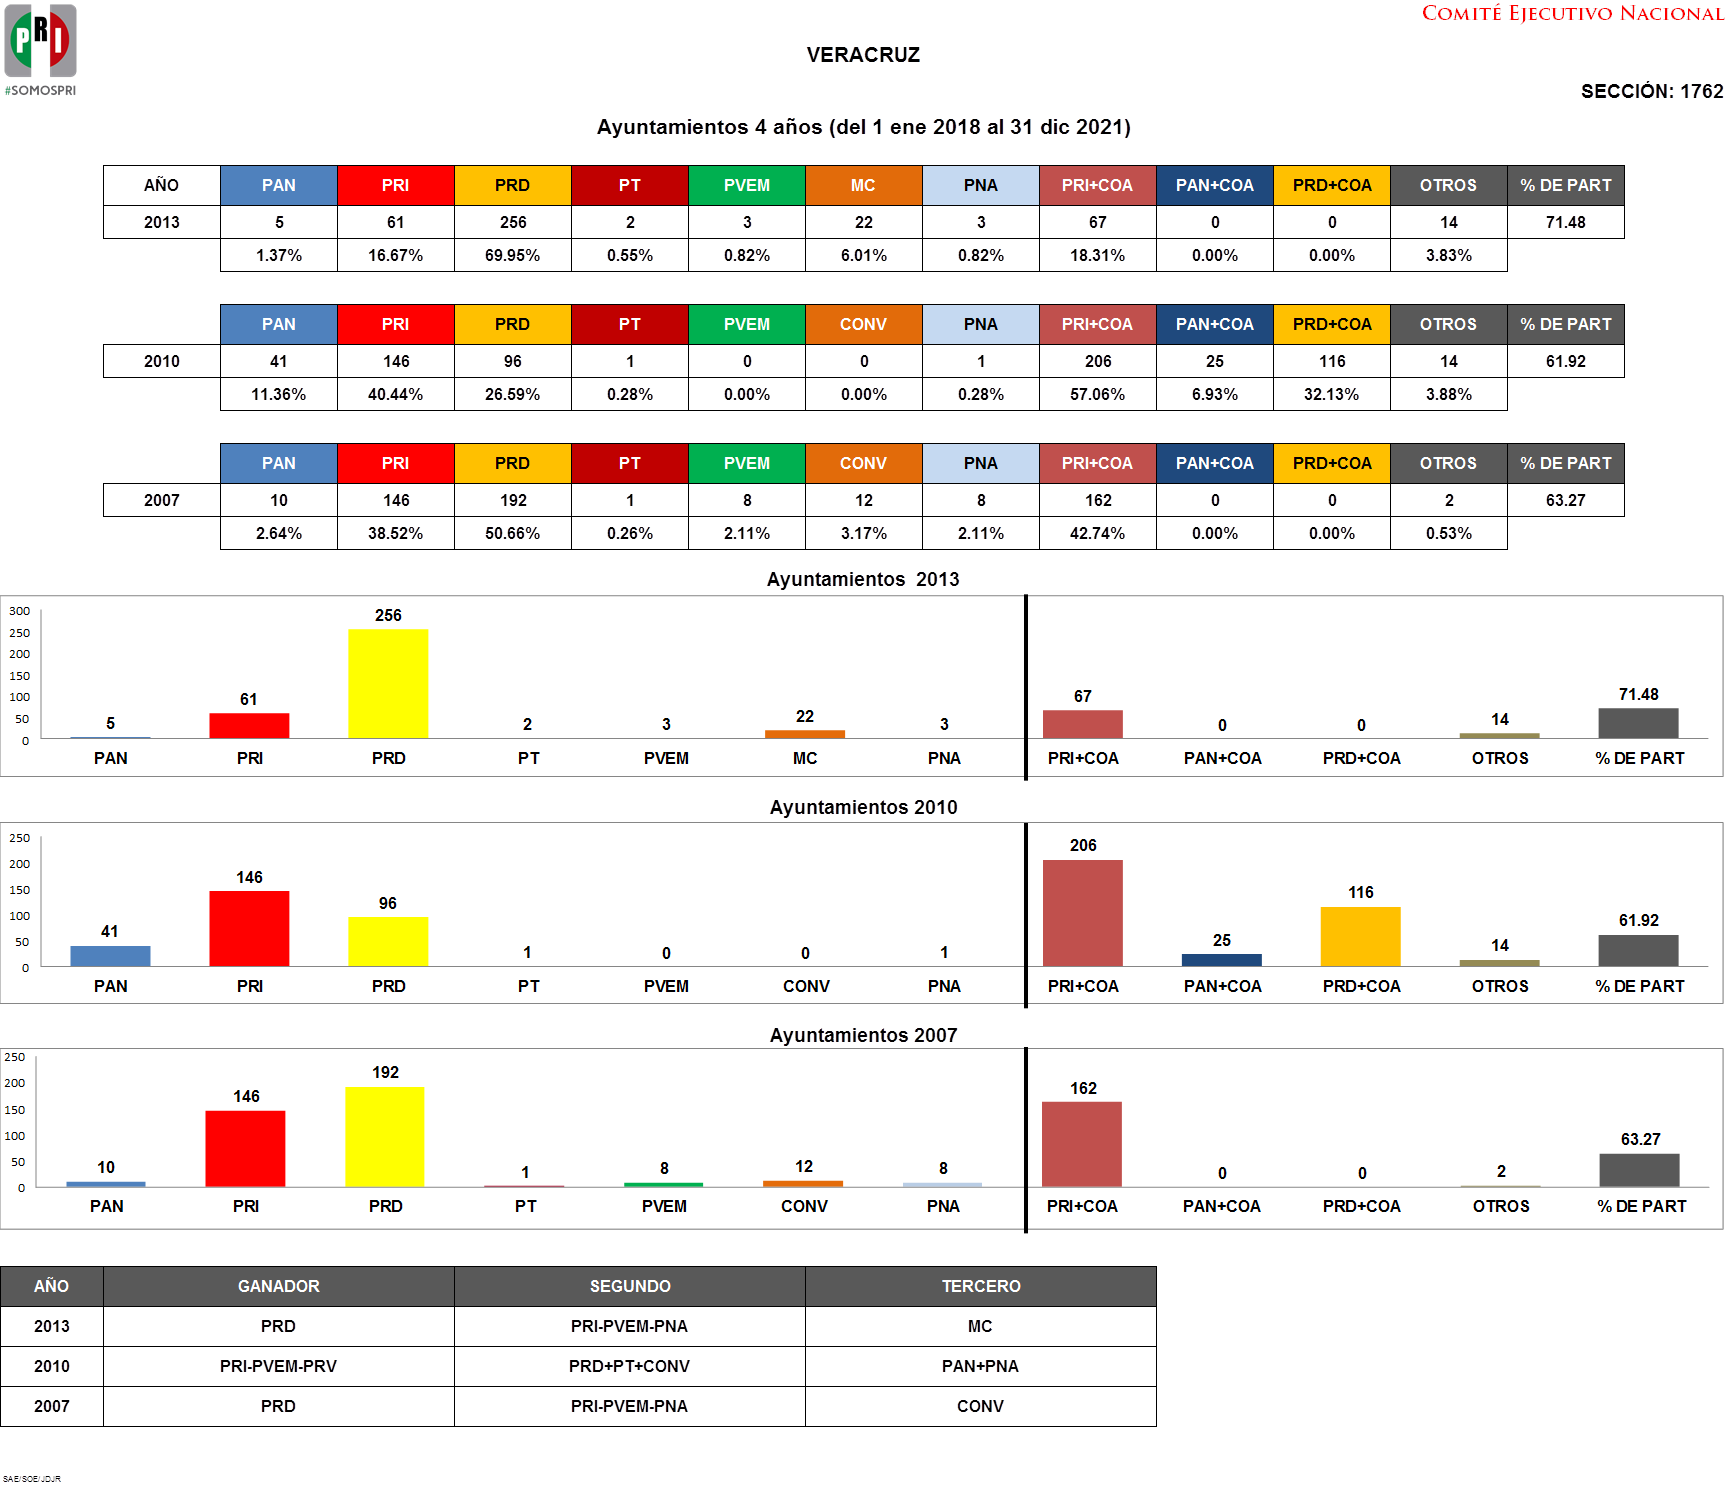 PRI
#SOMOSPRI
COMITÉ EJECUTIVO NACIONAL
VERACRUZ
SECCIÓN: 1762
Ayuntamientos 4 años (del 1 ene 2018 al 31 dic 2021)
AÑO PAN PRI PRD PT PVEM MC PNA PRI+COA PAN+COA PRD+COA OTROS % DE PART
2013 5 61 256 2 3 22 3 67 0 0 14 71.48
1.37% 16.67% 69.95% 0.55% 0.82% 6.01% 0.82% 18.31% 0.00% 0.00% 3.83%
PAN PRI PRD PT PVEM CONV PNA PRI+COA PAN+COA PRD+COA OTROS % DE PART
2010 41 146 96 1 0 0 1 206 25 116 14 61.92
11.36% 40.44% 26.59% 0.28% 0.00% 0.00% 0.28% 57.06% 6.93% 32.13% 3.88%
PAN PRI PRD PT PVEM CONV PNA PRI+COA PAN+COA PRD+COA OTROS % DE PART
2007 10 146 192 1 8 12 8 162 0 0 2 63.27
2.64% 38.52% 50.66% 0.26% 2.11% 3.17% 2.11% 42.74% 0.00% 0.00% 0.53%
Ayuntamientos 2013
300
250
200
150
100
50
0
5 61 256 2 3 22 3 67 0 0 14 71.48
PAN PRI PRD PT PVEM MC PNA PRI+COA PAN+COA PRD+COA OTROS % DE PART
Ayuntamientos 2010
250
200
150
100
50
0
41 146 96 1 0 0 1 206 25 116 14 61.92
PAN PRI PRD PT PVEM CONV PNA PRI+COA PAN+COA PRD+COA OTROS % DE PART
Ayuntamientos 2007
250
200
150
100
50
0
10 146 192 1 8 12 8 162 0 0 2 63.27
PAN PRI PRD PT PVEM CONV PNA PRI+COA PAN+COA PRD+COA OTROS % DE PART
AÑO GANADOR SEGUNDO TERCERO
2013 PRD PRI-PVEM-PNA MC
2010 PRI-PVEM-PRV PRD+PT+CONV PAN+PNA
2007 PRD PRI-PVEM-PNA CONV
SAE/SOE/JDJR